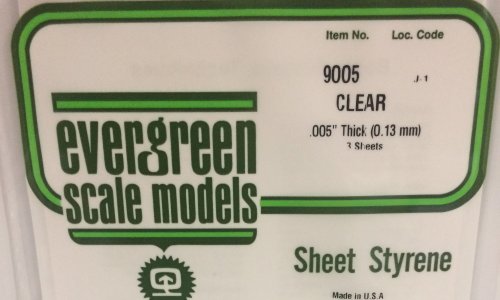 Item No. Loc. Code
9005 J-1
CLEAR
.005" Thick (0.13 mm)
3 Sheets
evergreen
scale models
Sheet Styrene
Made in U.S.A